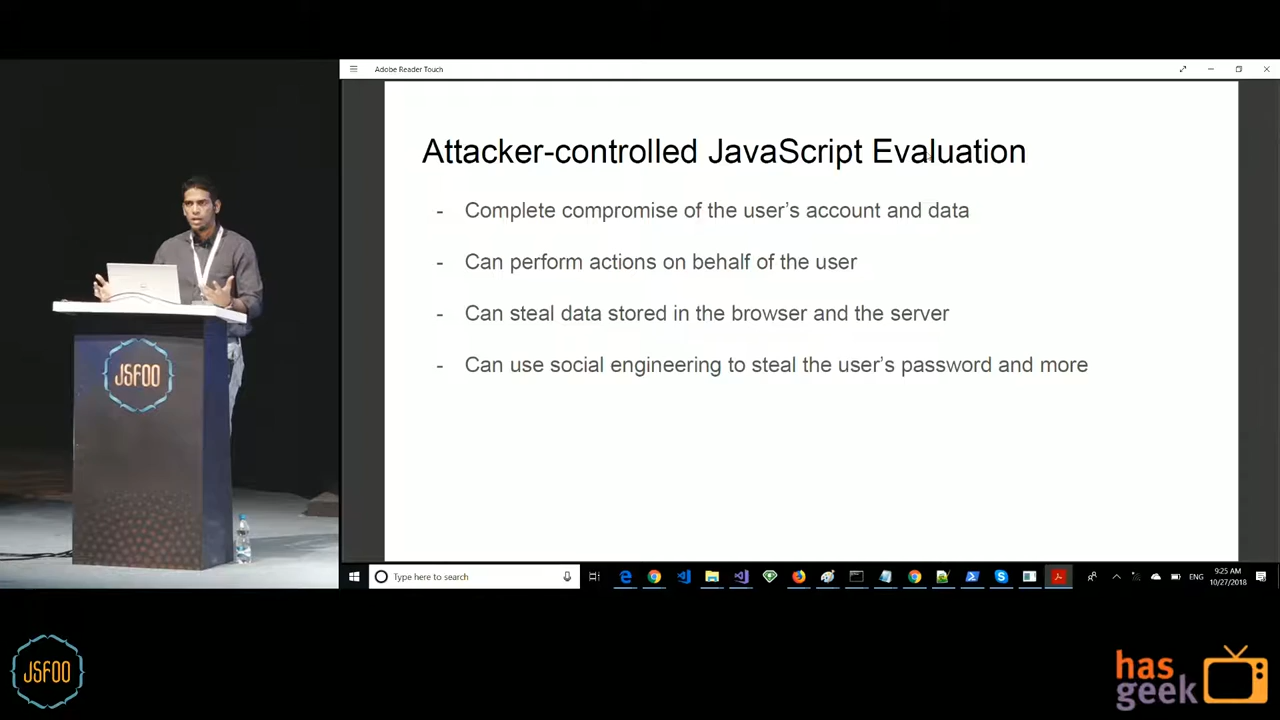 Adobe Reader Touch
Attacker-controlled JavaScript Evaluation
- Complete compromise of the user's account and data
- Can perform actions on behalf of the user
- Can steal data stored in the browser and the server
- Can use social engineering to steal the user's password and more
JSFOO
Type here to search
ENG
9:25 AM
10/27/2018
JSFOO
has
geek